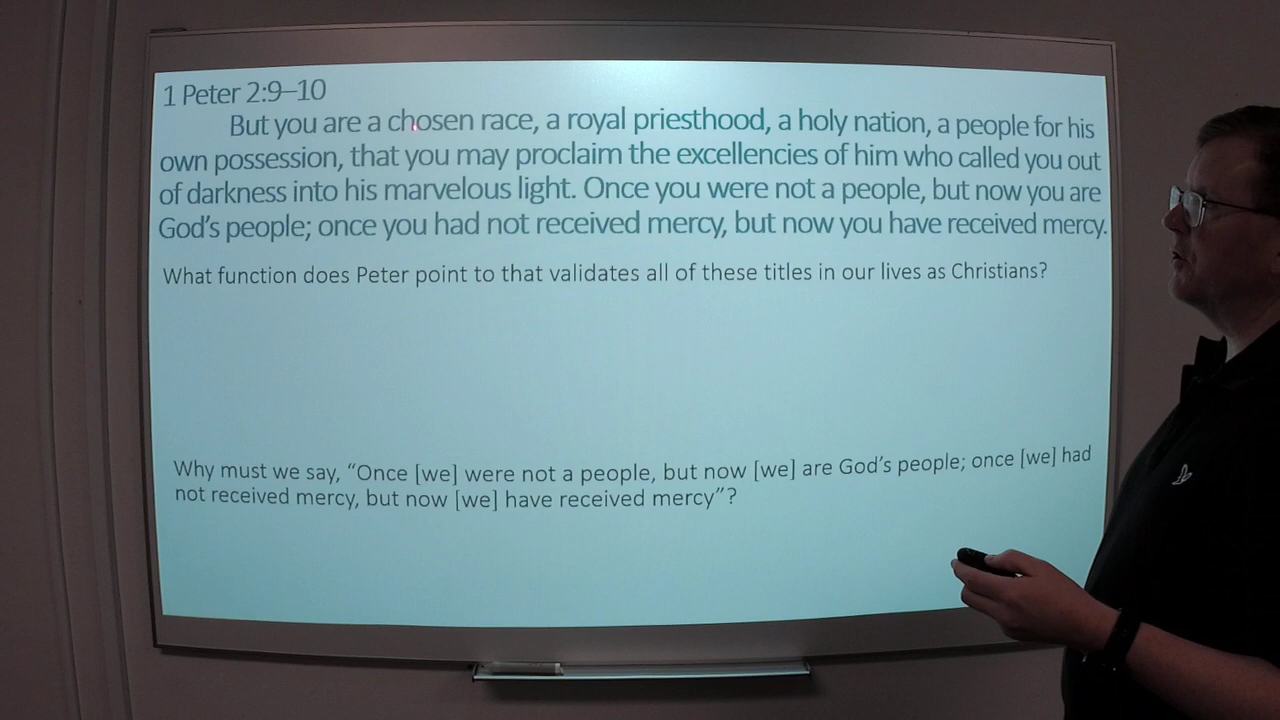 1 Peter 2:9–10
But you are a chosen race, a royal priesthood, a holy nation, a people for his
own possession, that you may proclaim the excellencies of him who called you out
of darkness into his marvelous light. Once you were not a people, but now you are
God's people; once you had not received mercy, but now you have received mercy.
What function does Peter point to that validates all of these titles in our lives as Christians?
Why must we say, “Once [we] were not a people, but now [we] are God's people; once [we] had
not received mercy, but now [we] have received mercy”?